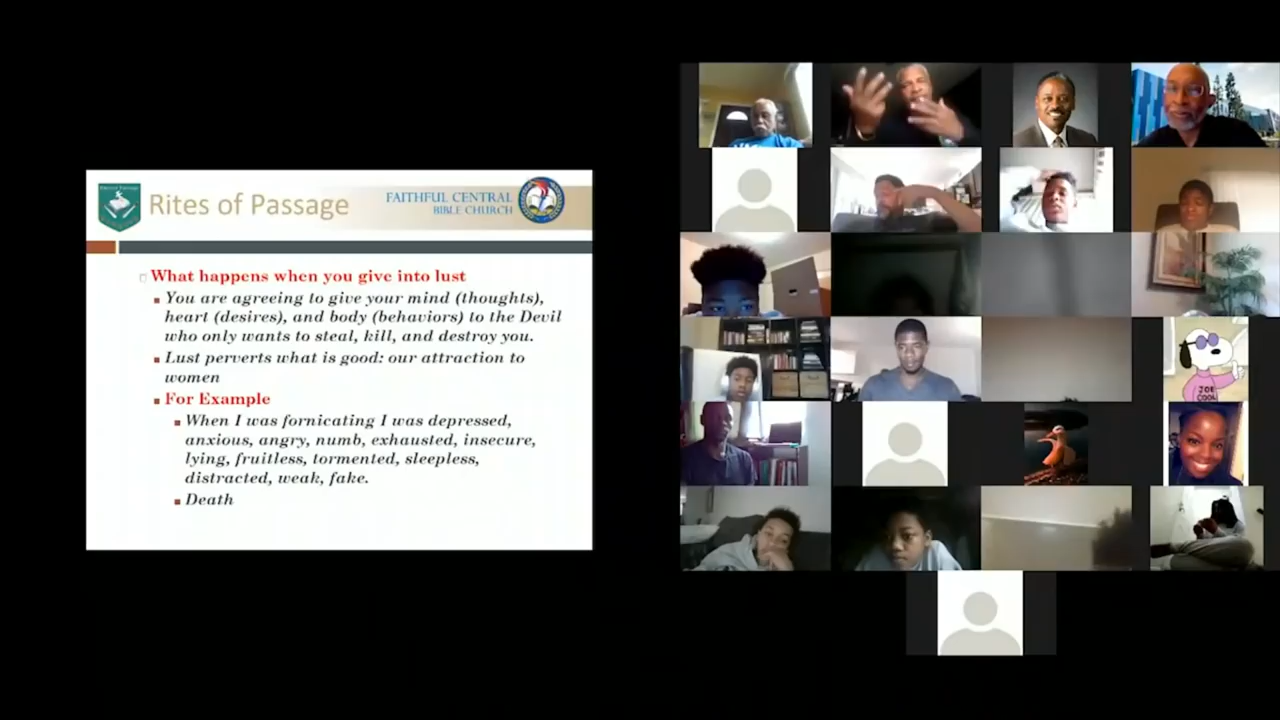 Rites of Passage
FAITHFUL CENTRAL
BIBLE CHURCH
What happens when you give into lust
You are agreeing to give your mind (thoughts),
heart (desires), and body (behaviors) to the Devil
who only wants to steal, kill, and destroy you.
Lust perverts what is good: our attraction to
women
For Example
When I was fornicating I was depressed,
anxious, angry, numb, exhausted, insecure,
lying, fruitless, tormented, sleepless,
distracted, weak, fake.
Death
JOE
COOL